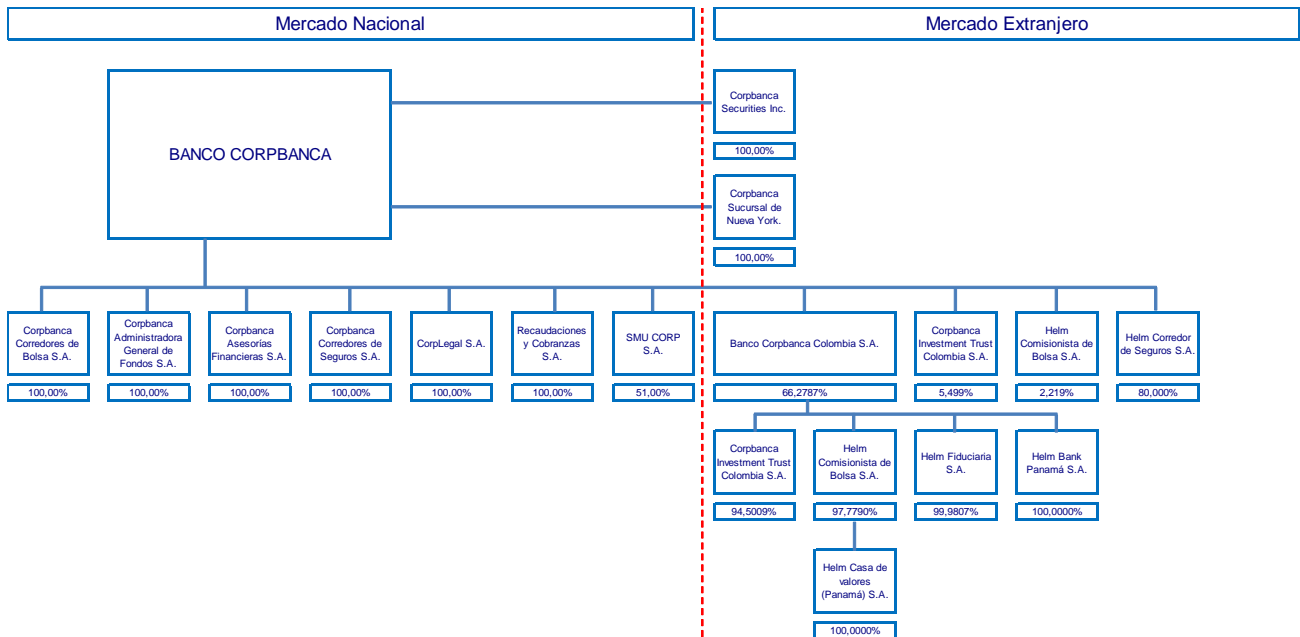 Mercado Nacional
Mercado Extranjero
BANCO CORPBANCA
Corpbanca
Securities Inc.
100,00%
Corpbanca
Sucursal de
Nueva York.
100,00%
Corpbanca
Corredores de
Bolsa S.A.
100,00%
Corpbanca
Administradora
General de
Fondos S.A.
100,00%
Corpbanca
Asesorías
Financieras S.A.
100,00%
Corpbanca
Corredores de
Seguros S.A.
100,00%
CorpLegal S.A.
100,00%
Recaudaciones
y Cobranzas
S.A.
100,00%
SMU CORP
S.A.
51,00%
Banco Corpbanca Colombia S.A.
66,2787%
Corpbanca
Investment Trust
Colombia S.A.
5,499%
Helm
Comisionista de
Bolsa S.A.
2,219%
Helm Corredor
de Seguros S.A.
80,000%
Corpbanca
Investment Trust
Colombia S.A.
94,5009%
Helm
Comisionista de
Bolsa S.A.
97,7790%
Helm Fiduciaria
S.A.
99,9807%
Helm Bank
Panamá S.A.
100,0000%
Helm Casa de
valores
(Panamá) S.A.
100,0000%